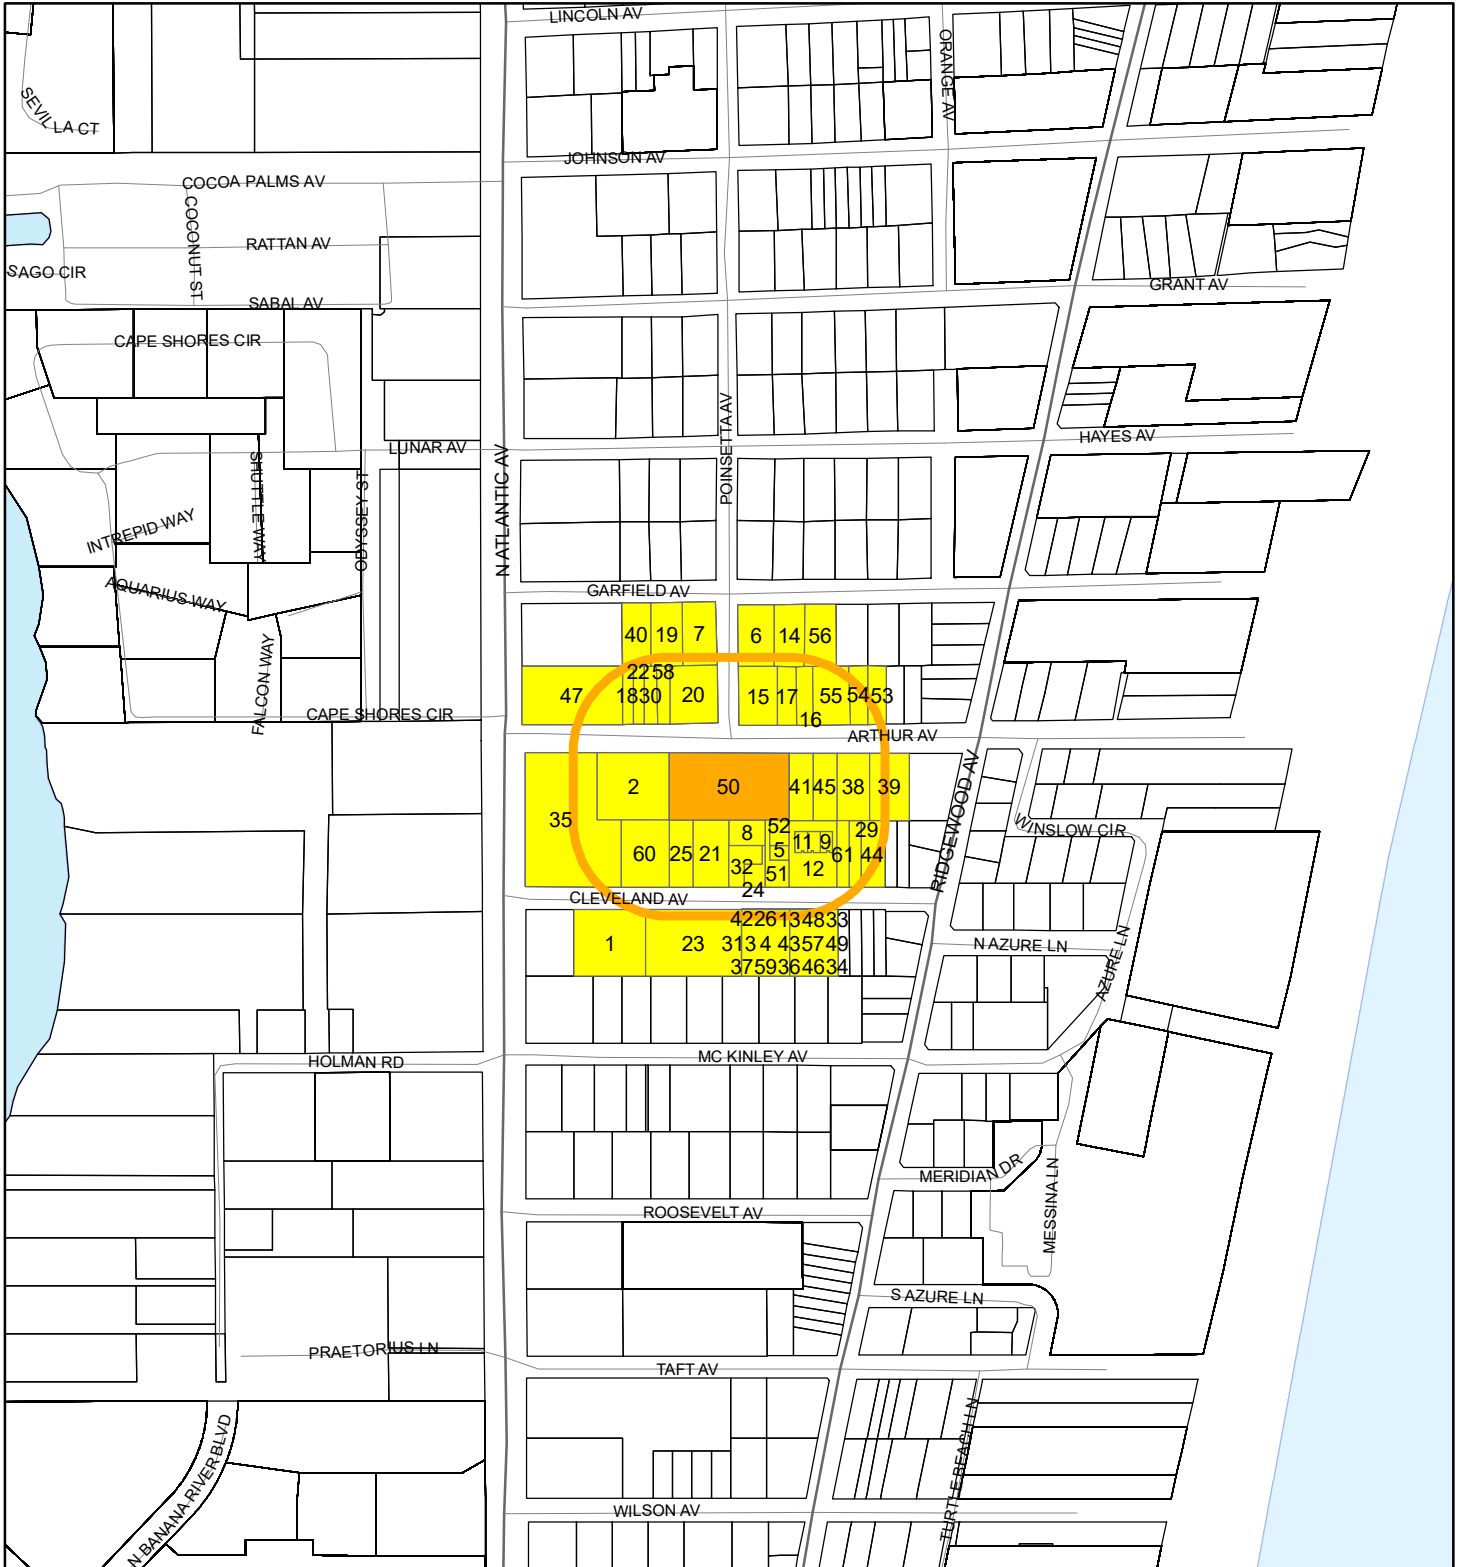 LINCOLN AV
ORANGE AV
SEVILLA CT
JOHNSON AV
COCOA PALMS AV
COCONUT ST
RATTAN AV
SAGO CIR
SABAL AV
GRANT AV
CAPE SHORES CIR
POINSETTA AV
HAYES AV
LUNAR AV
N ATLANTIC AV
SHUTTLE WAY
ODYSSEY ST
INTREPID WAY
AQUARIUS WAY
GARFIELD AV
FALCON WAY
40 19 7 6 14 56
22 58
47 18 30 20 15 17 55 54 53
16
CAPE SHORES CIR
ARTHUR AV
RIDGEWOOD AV
2 50 41 45 38 39
35 52 29
WINSLOW CIR
8 11 9
60 25 21 5 61 44
32 51 12
24
CLEVELAND AV
42 26 13 48 33
1 23 31 3 4 43 57 49
37 59 36 46 34
N AZURE LN
AZURE LN
MC KINLEY AV
HOLMAN RD
MERIDIAN DR
MESSINA LN
ROOSEVELT AV
S AZURE LN
PRAETORIUS LN
TAFT AV
TURTLE BEACH LN
N BANANA RIVER BLVD
WILSON AV